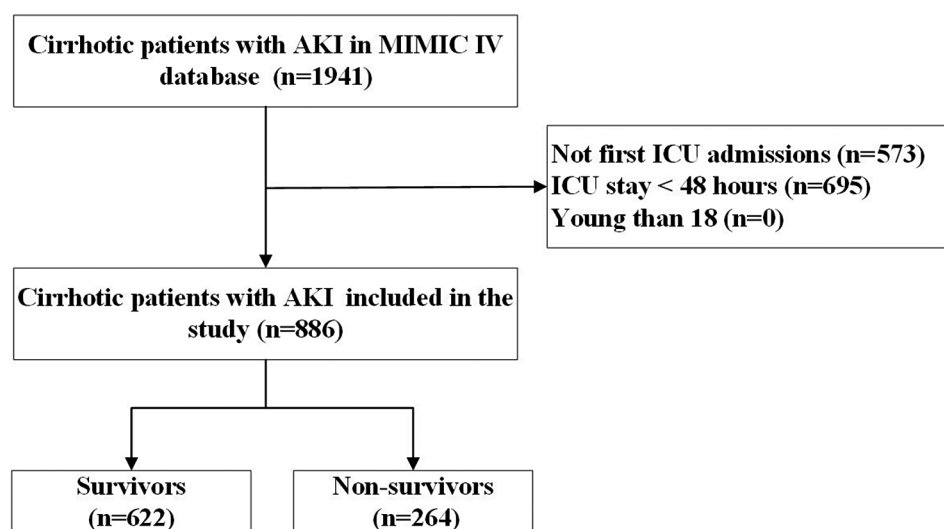 Cirrhotic patients with AKI in MIMIC IV
database (n=1941)
Not first ICU admissions (n=573)
ICU stay < 48 hours (n=695)
Young than 18 (n=0)
Cirrhotic patients with AKI included in the
study (n=886)
Survivors
(n=622)
Non-survivors
(n=264)